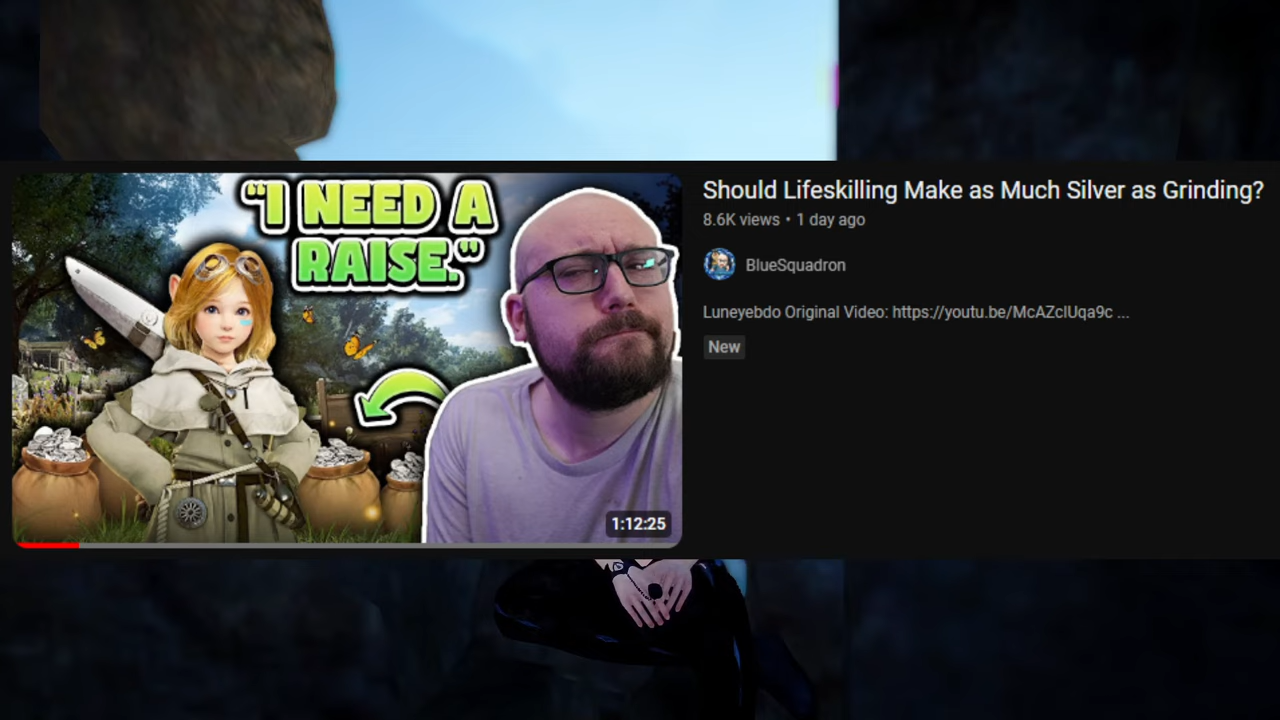 “I NEED A
RAISE.”
1:12:25
Should Lifeskilling Make as Much Silver as Grinding?
8.6K views • 1 day ago
BlueSquadron
Luneyebdo Original Video: https://youtu.be/McAZclUqa9c ...
New